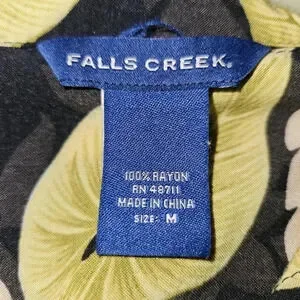 FALLS CREEK.
100% RAYON
RN 48711
MADE IN CHINA
SIZE: M